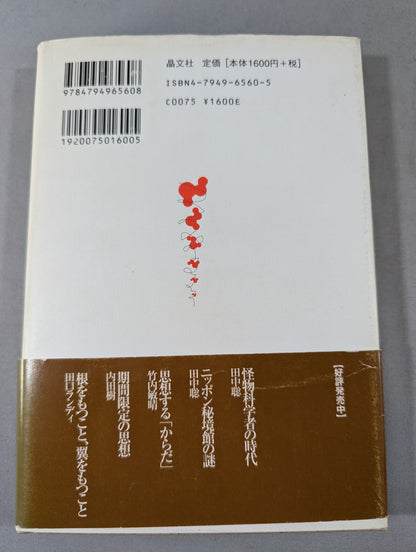 9784794965608
1920075016005
晶文社 定価[本体1600円+税]
ISBN4-7949-6560-5
C0075 ¥1600E
【好評発売中】
怪物科学者の時代
田中聡
ニッポン秘境館の謎
田中聡
思想する「からだ」
竹内敏晴
期間限定の思想
内田樹
根をもつこと、翼をもつこと
田口ランディ